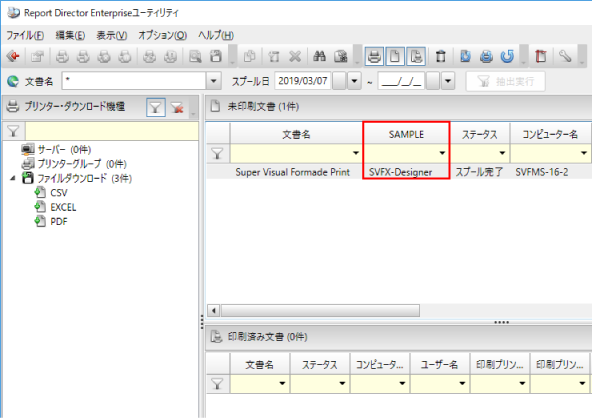 Report Director Enterpriseユーティリティ
ファイル(F) 編集(E) 表示(V) オプション(O) ヘルプ(H)
文書名 * スプール日 2019/03/07 ~ ___/__/__ 抽出実行
プリンター・ダウンロード機種
未印刷文書 (1件)
文書名 SAMPLE ステータス コンピューター名
サーバー (0件)
プリンターグループ (0件)
ファイルダウンロード (3件)
CSV
EXCEL
PDF
Super Visual Formade Print SVFX-Designer スプール完了 SVFMS-16-2
印刷済み文書 (0件)
文書名 ステータス コンピュータ... ユーザー名 印刷プリン... 印刷プリン...